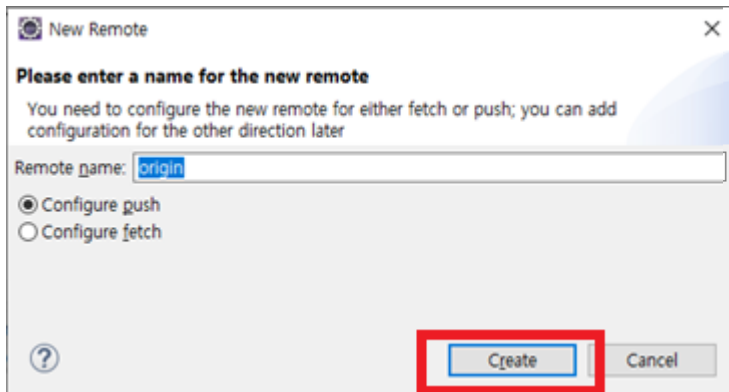 New Remote
Please enter a name for the new remote
You need to configure the new remote for either fetch or push; you can add
configuration for the other direction later
Remote name: origin
Configure push
Configure fetch
Create Cancel